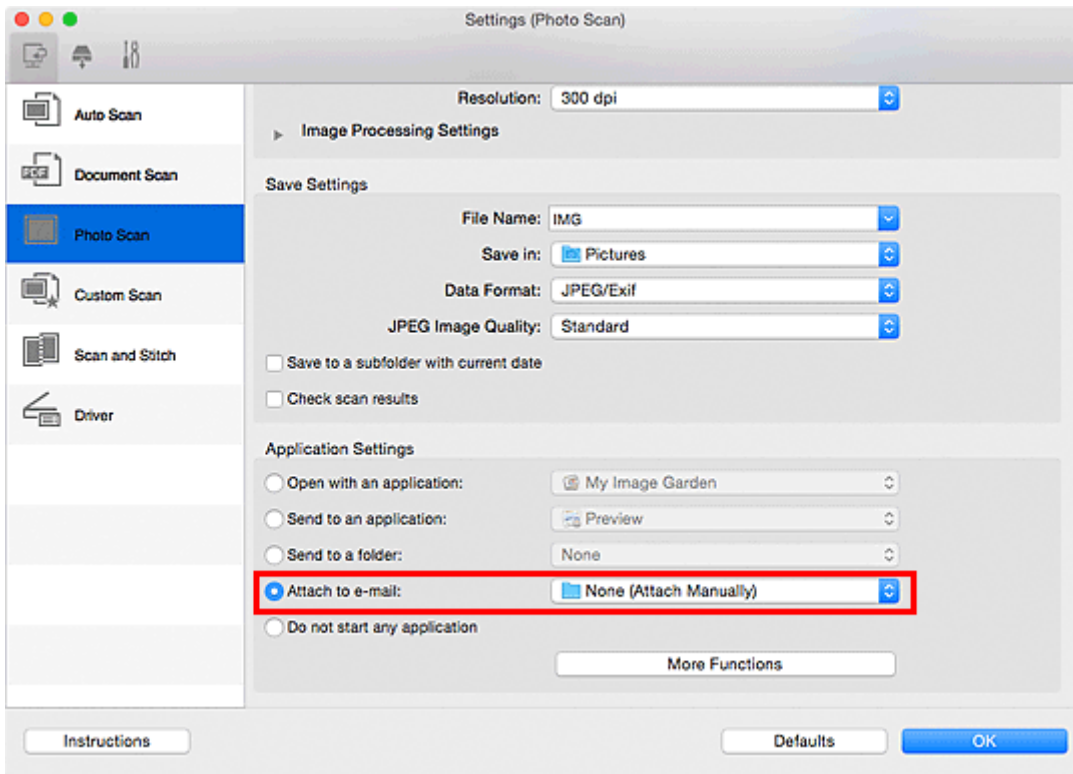 Settings (Photo Scan)
Auto Scan
Document Scan
Photo Scan
Custom Scan
Scan and Stitch
Driver
Resolution: 300 dpi
Image Processing Settings
Save Settings
File Name: IMG
Save in: Pictures
Data Format: JPEG/Exif
JPEG Image Quality: Standard
Save to a subfolder with current date
Check scan results
Application Settings
Open with an application: My Image Garden
Send to an application: Preview
Send to a folder: None
Attach to e-mail: None (Attach Manually)
Do not start any application
More Functions
Instructions Defaults OK